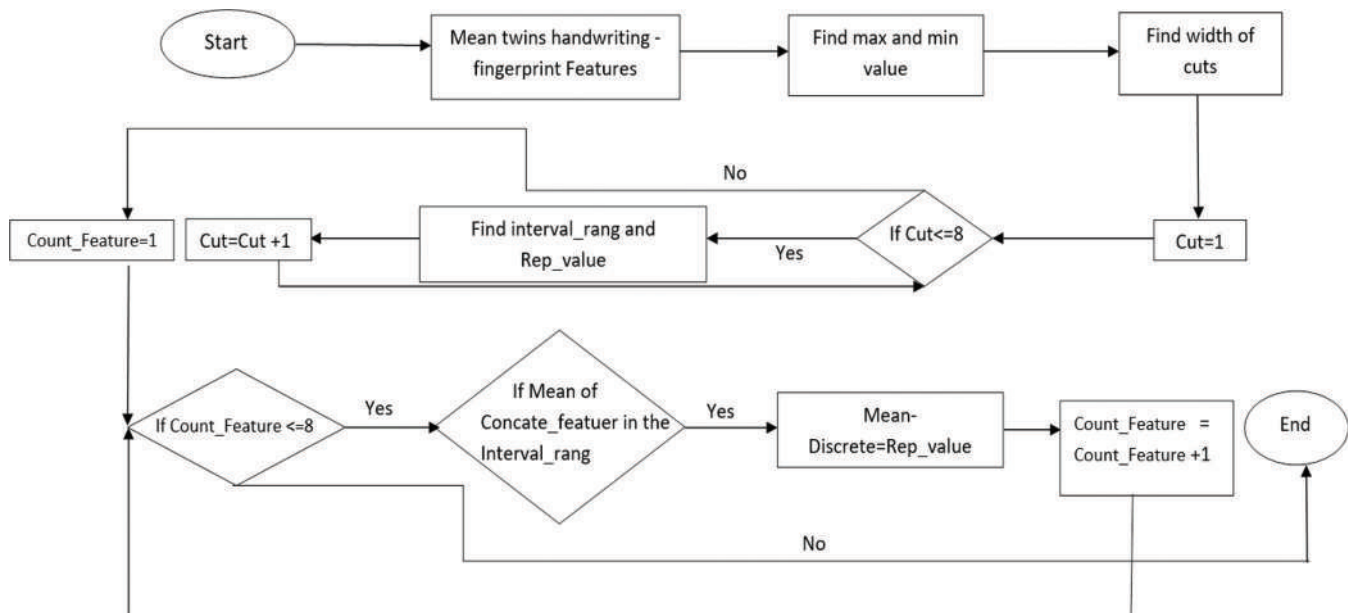 Start
Mean twins handwriting -
fingerprint Features
Find max and min
value
Find width of
cuts
No
Count_Feature=1
Cut=Cut +1
Find interval_rang and
Rep_value
Yes
If Cut<=8
Cut=1
If Count_Feature <=8
Yes
If Mean of
Concate_featuer in the
Interval_rang
Yes
Mean-
Discrete=Rep_value
Count_Feature =
Count_Feature +1
End
No